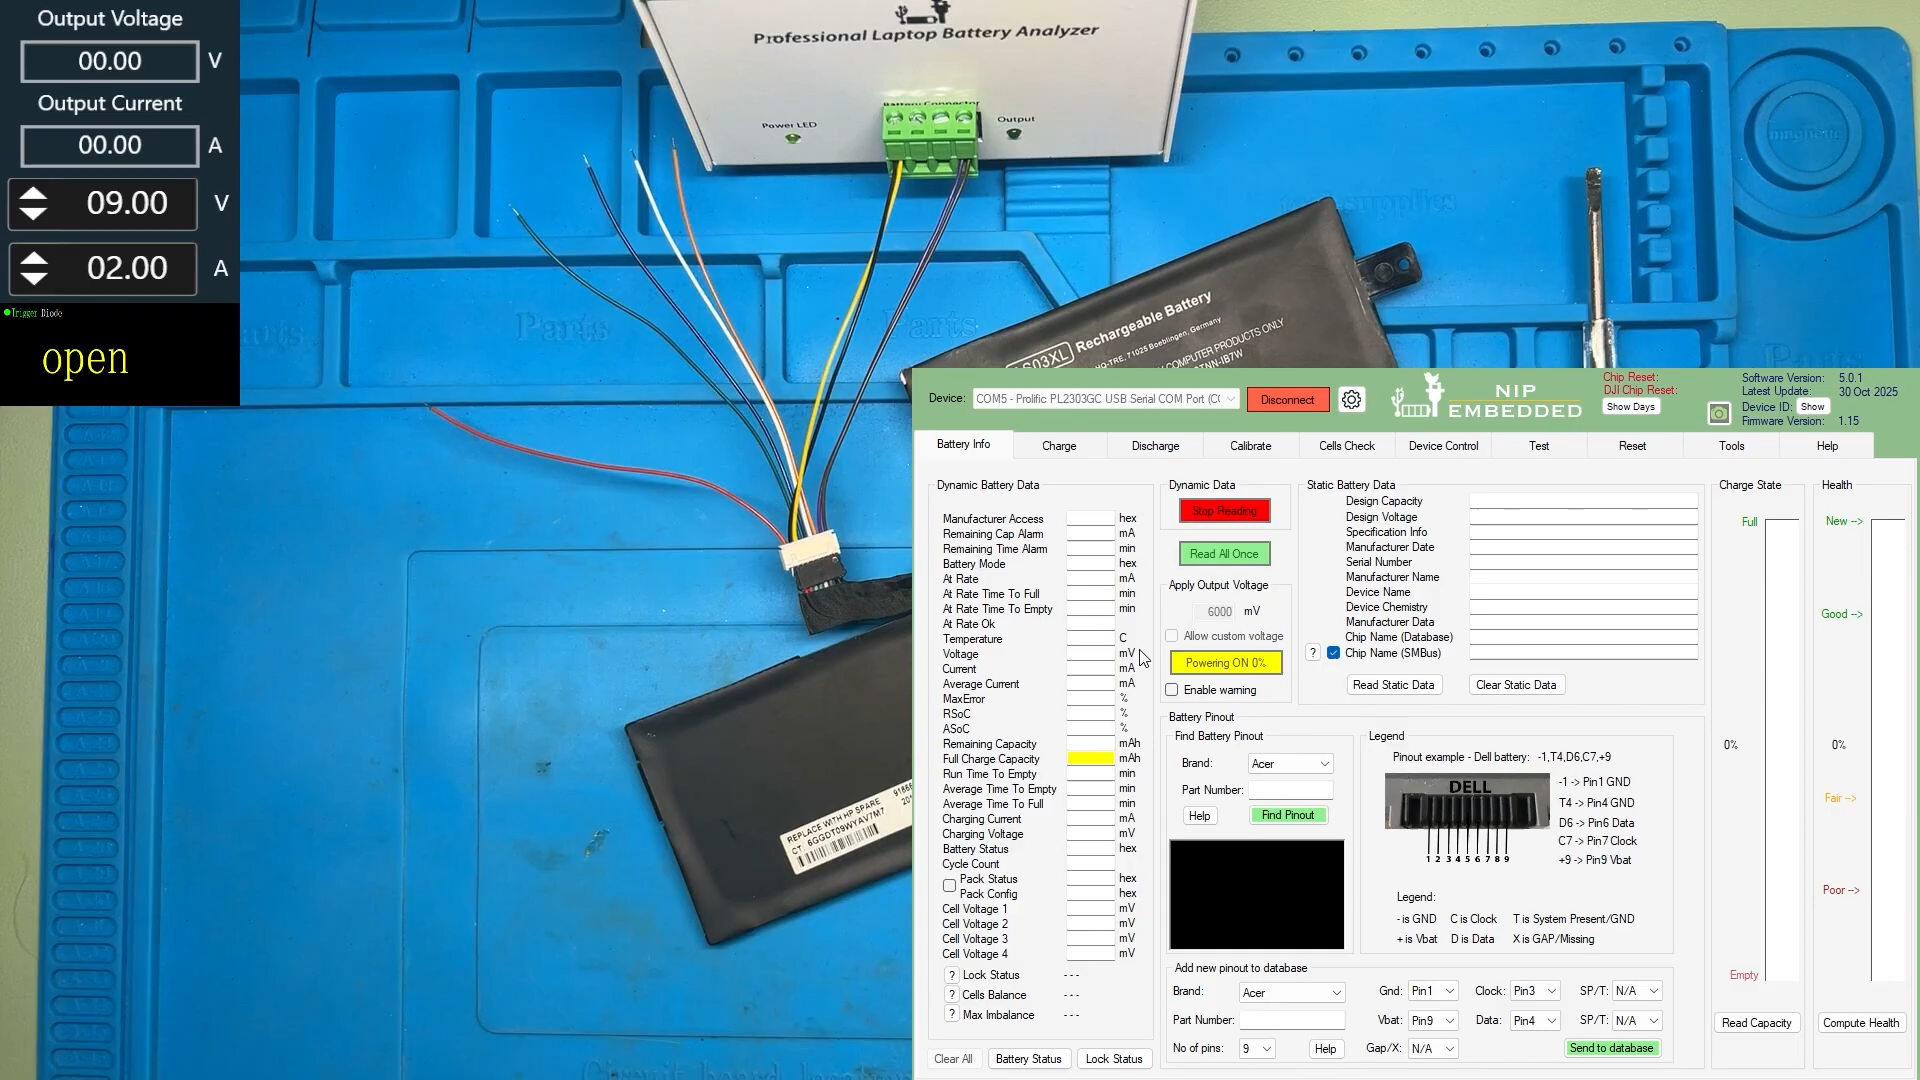 Output Voltage
00.00 V
Output Current
00.00 A
09.00 V
02.00 A
Trigger Diode
open
Professional Laptop Battery Analyzer
Battery Connector
Power LED
Output
Parts
Parts
Rechargeable Battery
71025 Boeblingen, Germany
COMPUTER PRODUCTS ONLY
REPLACE WITH HP SPARE
CT: 6GGDT09WYAV7M7
Device: COM5 - Prolific PL2303GC USB Serial COM Port (C
Disconnect
NIP
EMBEDDED
Chip Reset:
DJI Chip Reset:
Show Days
Software Version: 5.0.1
Latest Update: 30 Oct 2025
Device ID: Show
Firmware Version: 1.15
Battery Info Charge Discharge Calibrate Cells Check Device Control Test Reset Tools Help
Dynamic Battery Data
Manufacturer Access hex
Remaining Cap Alarm mA
Remaining Time Alarm min
Battery Mode hex
At Rate mA
At Rate Time To Full min
At Rate Time To Empty min
At Rate Ok
Temperature C
Voltage mV
Current mA
Average Current mA
MaxError %
RSoC %
ASoC %
Remaining Capacity mAh
Full Charge Capacity mAh
Run Time To Empty min
Average Time To Empty min
Average Time To Full min
Charging Current mA
Charging Voltage mV
Battery Status hex
Cycle Count
Pack Status hex
Pack Config hex
Cell Voltage 1 mV
Cell Voltage 2 mV
Cell Voltage 3 mV
Cell Voltage 4 mV
? Lock Status ---
? Cells Balance ---
? Max Imbalance ---
Clear All Battery Status Lock Status
Dynamic Data
Stop Reading
Read All Once
Apply Output Voltage
6000 mV
Allow custom voltage
Powering ON 0%
Enable warning
Static Battery Data
Design Capacity
Design Voltage
Specification Info
Manufacturer Date
Serial Number
Manufacturer Name
Device Name
Device Chemistry
Manufacturer Data
Chip Name (Database)
? Chip Name (SMBus)
Read Static Data Clear Static Data
Battery Pinout
Find Battery Pinout
Brand: Acer
Part Number:
Help Find Pinout
Legend
Pinout example - Dell battery: -1,T4,D6,C7,+9
DELL
1 2 3 4 5 6 7 8 9
-1 -> Pin1 GND
T4 -> Pin4 GND
D6 -> Pin6 Data
C7 -> Pin7 Clock
+9 -> Pin9 Vbat
Legend:
- is GND C is Clock T is System Present/GND
+ is Vbat D is Data X is GAP/Missing
Add new pinout to database
Brand: Acer Gnd: Pin1 Clock: Pin3 SP/T: N/A
Part Number: Vbat: Pin9 Data: Pin4 SP/T: N/A
No of pins: 9 Help Gap/X: N/A Send to database
Charge State
Full
0%
Empty
Read Capacity
Health
New -->
Good -->
0%
Fair -->
Poor -->
Compute Health